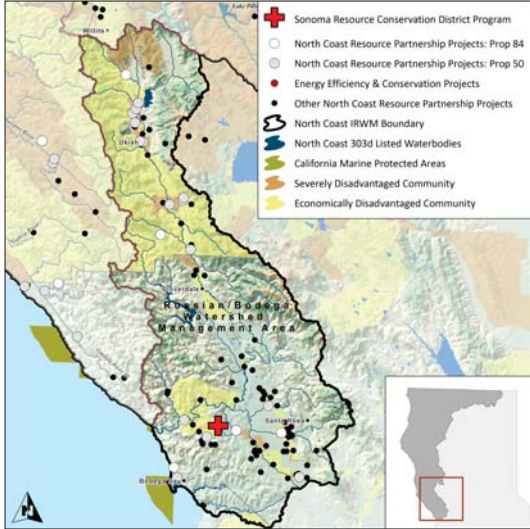 Willits
Ukiah
Cloverdale
Russian/Bodega
Watershed
Management Area
Santa Rosa
Bodega Bay
Sonoma Resource Conservation District Program
North Coast Resource Partnership Projects: Prop 84
North Coast Resource Partnership Projects: Prop 50
Energy Efficiency & Conservation Projects
Other North Coast Resource Partnership Projects
North Coast IRWM Boundary
North Coast 303d Listed Waterbodies
California Marine Protected Areas
Severely Disadvantaged Community
Economically Disadvantaged Community
N